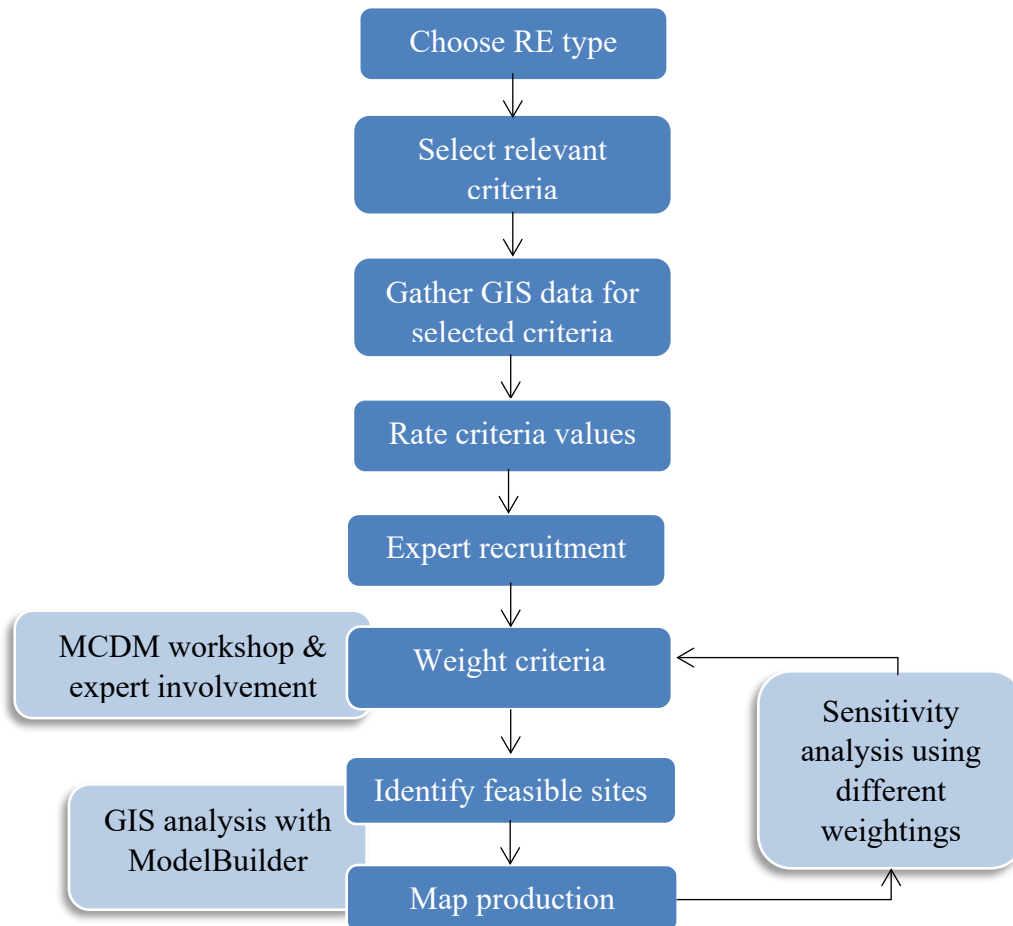 Choose RE type
Select relevant
criteria
Gather GIS data for
selected criteria
Rate criteria values
Expert recruitment
MCDM workshop &
expert involvement
Weight criteria
Sensitivity
analysis using
different
weightings
Identify feasible sites
GIS analysis with
ModelBuilder
Map production